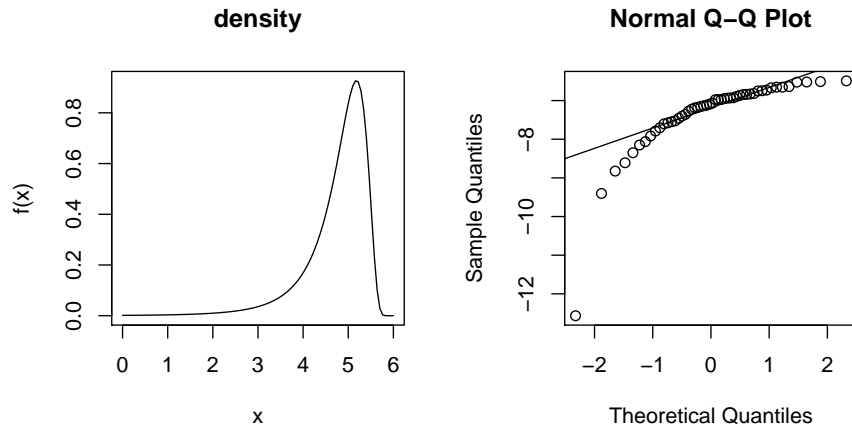 density
f(x)
0.0 0.2 0.4 0.6 0.8
0 1 2 3 4 5 6
x
Normal Q−Q Plot
Sample Quantiles
−12 −10 −8
−2 −1 0 1 2
Theoretical Quantiles